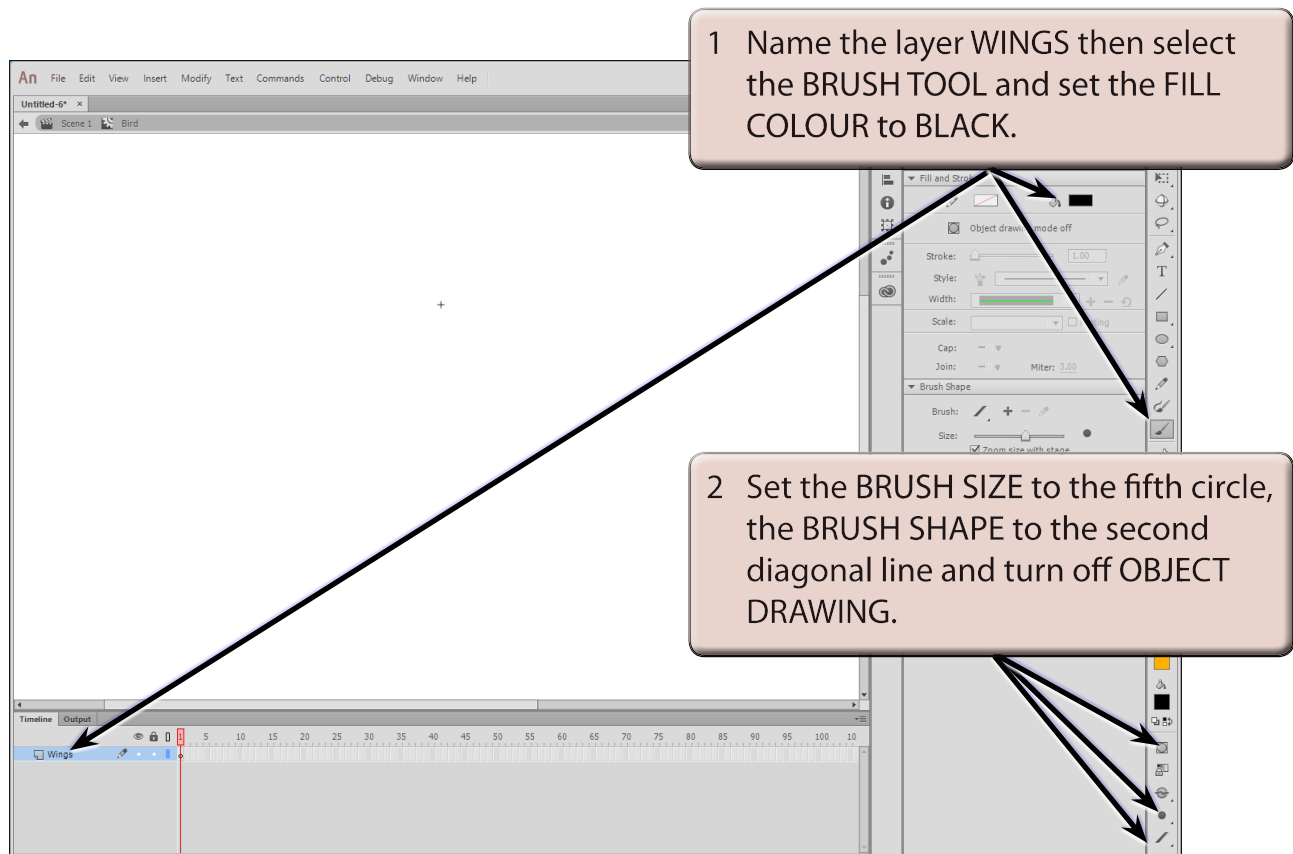 1 Name the layer WINGS then select
the BRUSH TOOL and set the FILL
COLOUR to BLACK.
An File Edit View Insert Modify Text Commands Control Debug Window Help
Untitled-6* ×
Scene 1 Bird
Fill and
Object drawing mode off
Stroke: 1.00
Style:
Width:
Scale:
Cap:
Join: Miter: 3.00
Brush Shape
Brush:
Size:
Zoom size with stage
T
2 Set the BRUSH SIZE to the fifth circle,
the BRUSH SHAPE to the second
diagonal line and turn off OBJECT
DRAWING.
Timeline Output
1 5 10 15 20 25 30 35 40 45 50 55 60 65 70 75 80 85 90 95 100 10
Wings